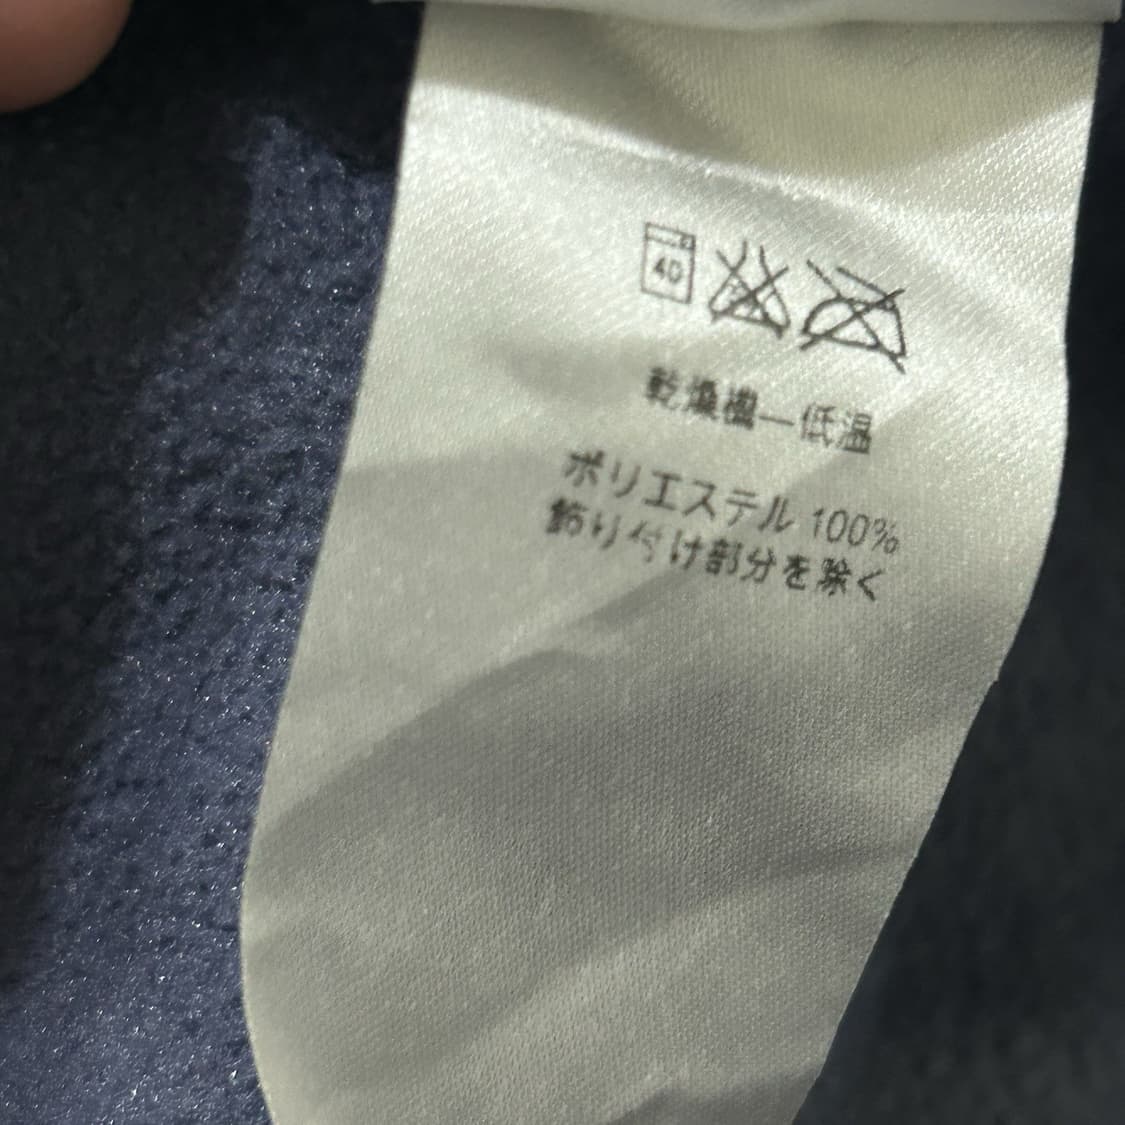 40
乾燥機—低温
ポリエステル 100%
飾り付け部分を除く